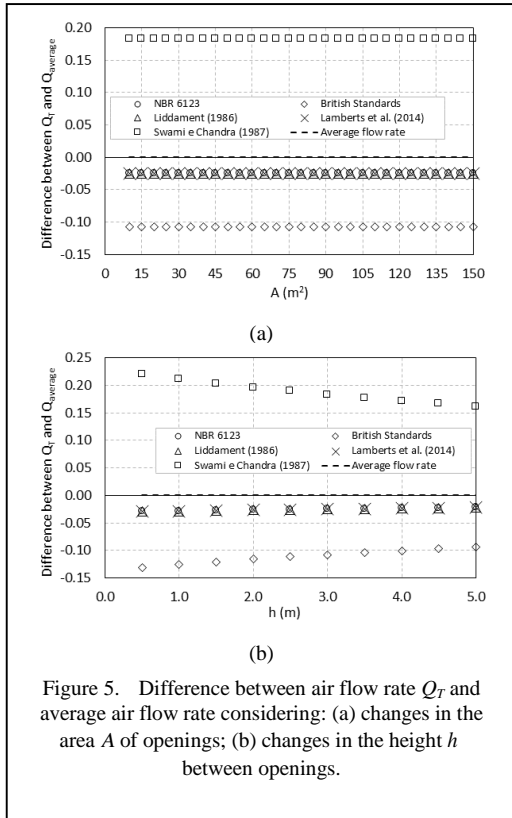 0.20
0.15
0.10
0.05
0.00
-0.05
-0.10
-0.15
Difference between Q_T and Q_average
NBR 6123
British Standards
Liddament (1986)
Lamberts et al. (2014)
Swami e Chandra (1987)
Average flow rate
0 15 30 45 60 75 90 105 120 135 150
A (m²)
(a)
0.25
0.20
0.15
0.10
0.05
0.00
-0.05
-0.10
-0.15
Difference between Q_T and Q_average
NBR 6123
British Standards
Liddament (1986)
Lamberts et al. (2014)
Swami e Chandra (1987)
Average flow rate
0.0 1.0 2.0 3.0 4.0 5.0
h (m)
(b)
Figure 5. Difference between air flow rate Q_T and
average air flow rate considering: (a) changes in the
area A of openings; (b) changes in the height h
between openings.